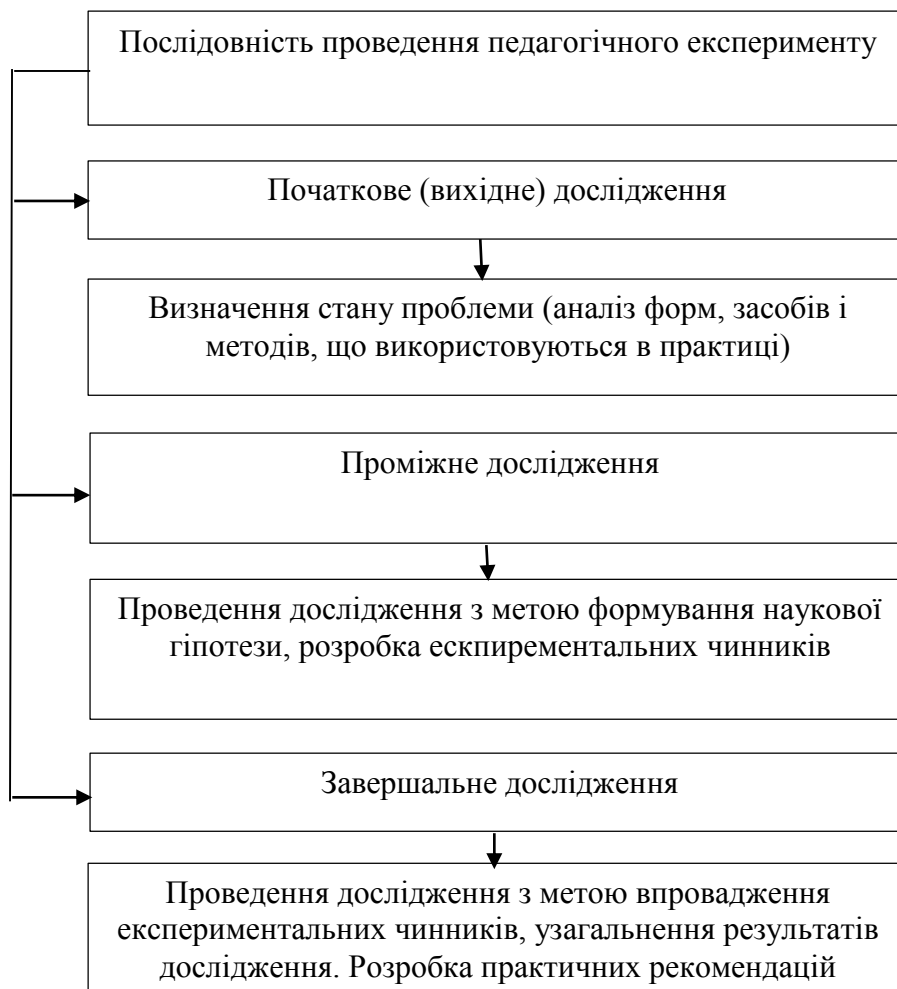 Послідовність проведення педагогічного експерименту
Початкове (вихідне) дослідження
Визначення стану проблеми (аналіз форм, засобів і
методів, що використовуються в практиці)
Проміжне дослідження
Проведення дослідження з метою формування наукової
гіпотези, розробка ескпирементальних чинників
Завершальне дослідження
Проведення дослідження з метою впровадження
експериментальних чинників, узагальнення результатів
дослідження. Розробка практичних рекомендацій